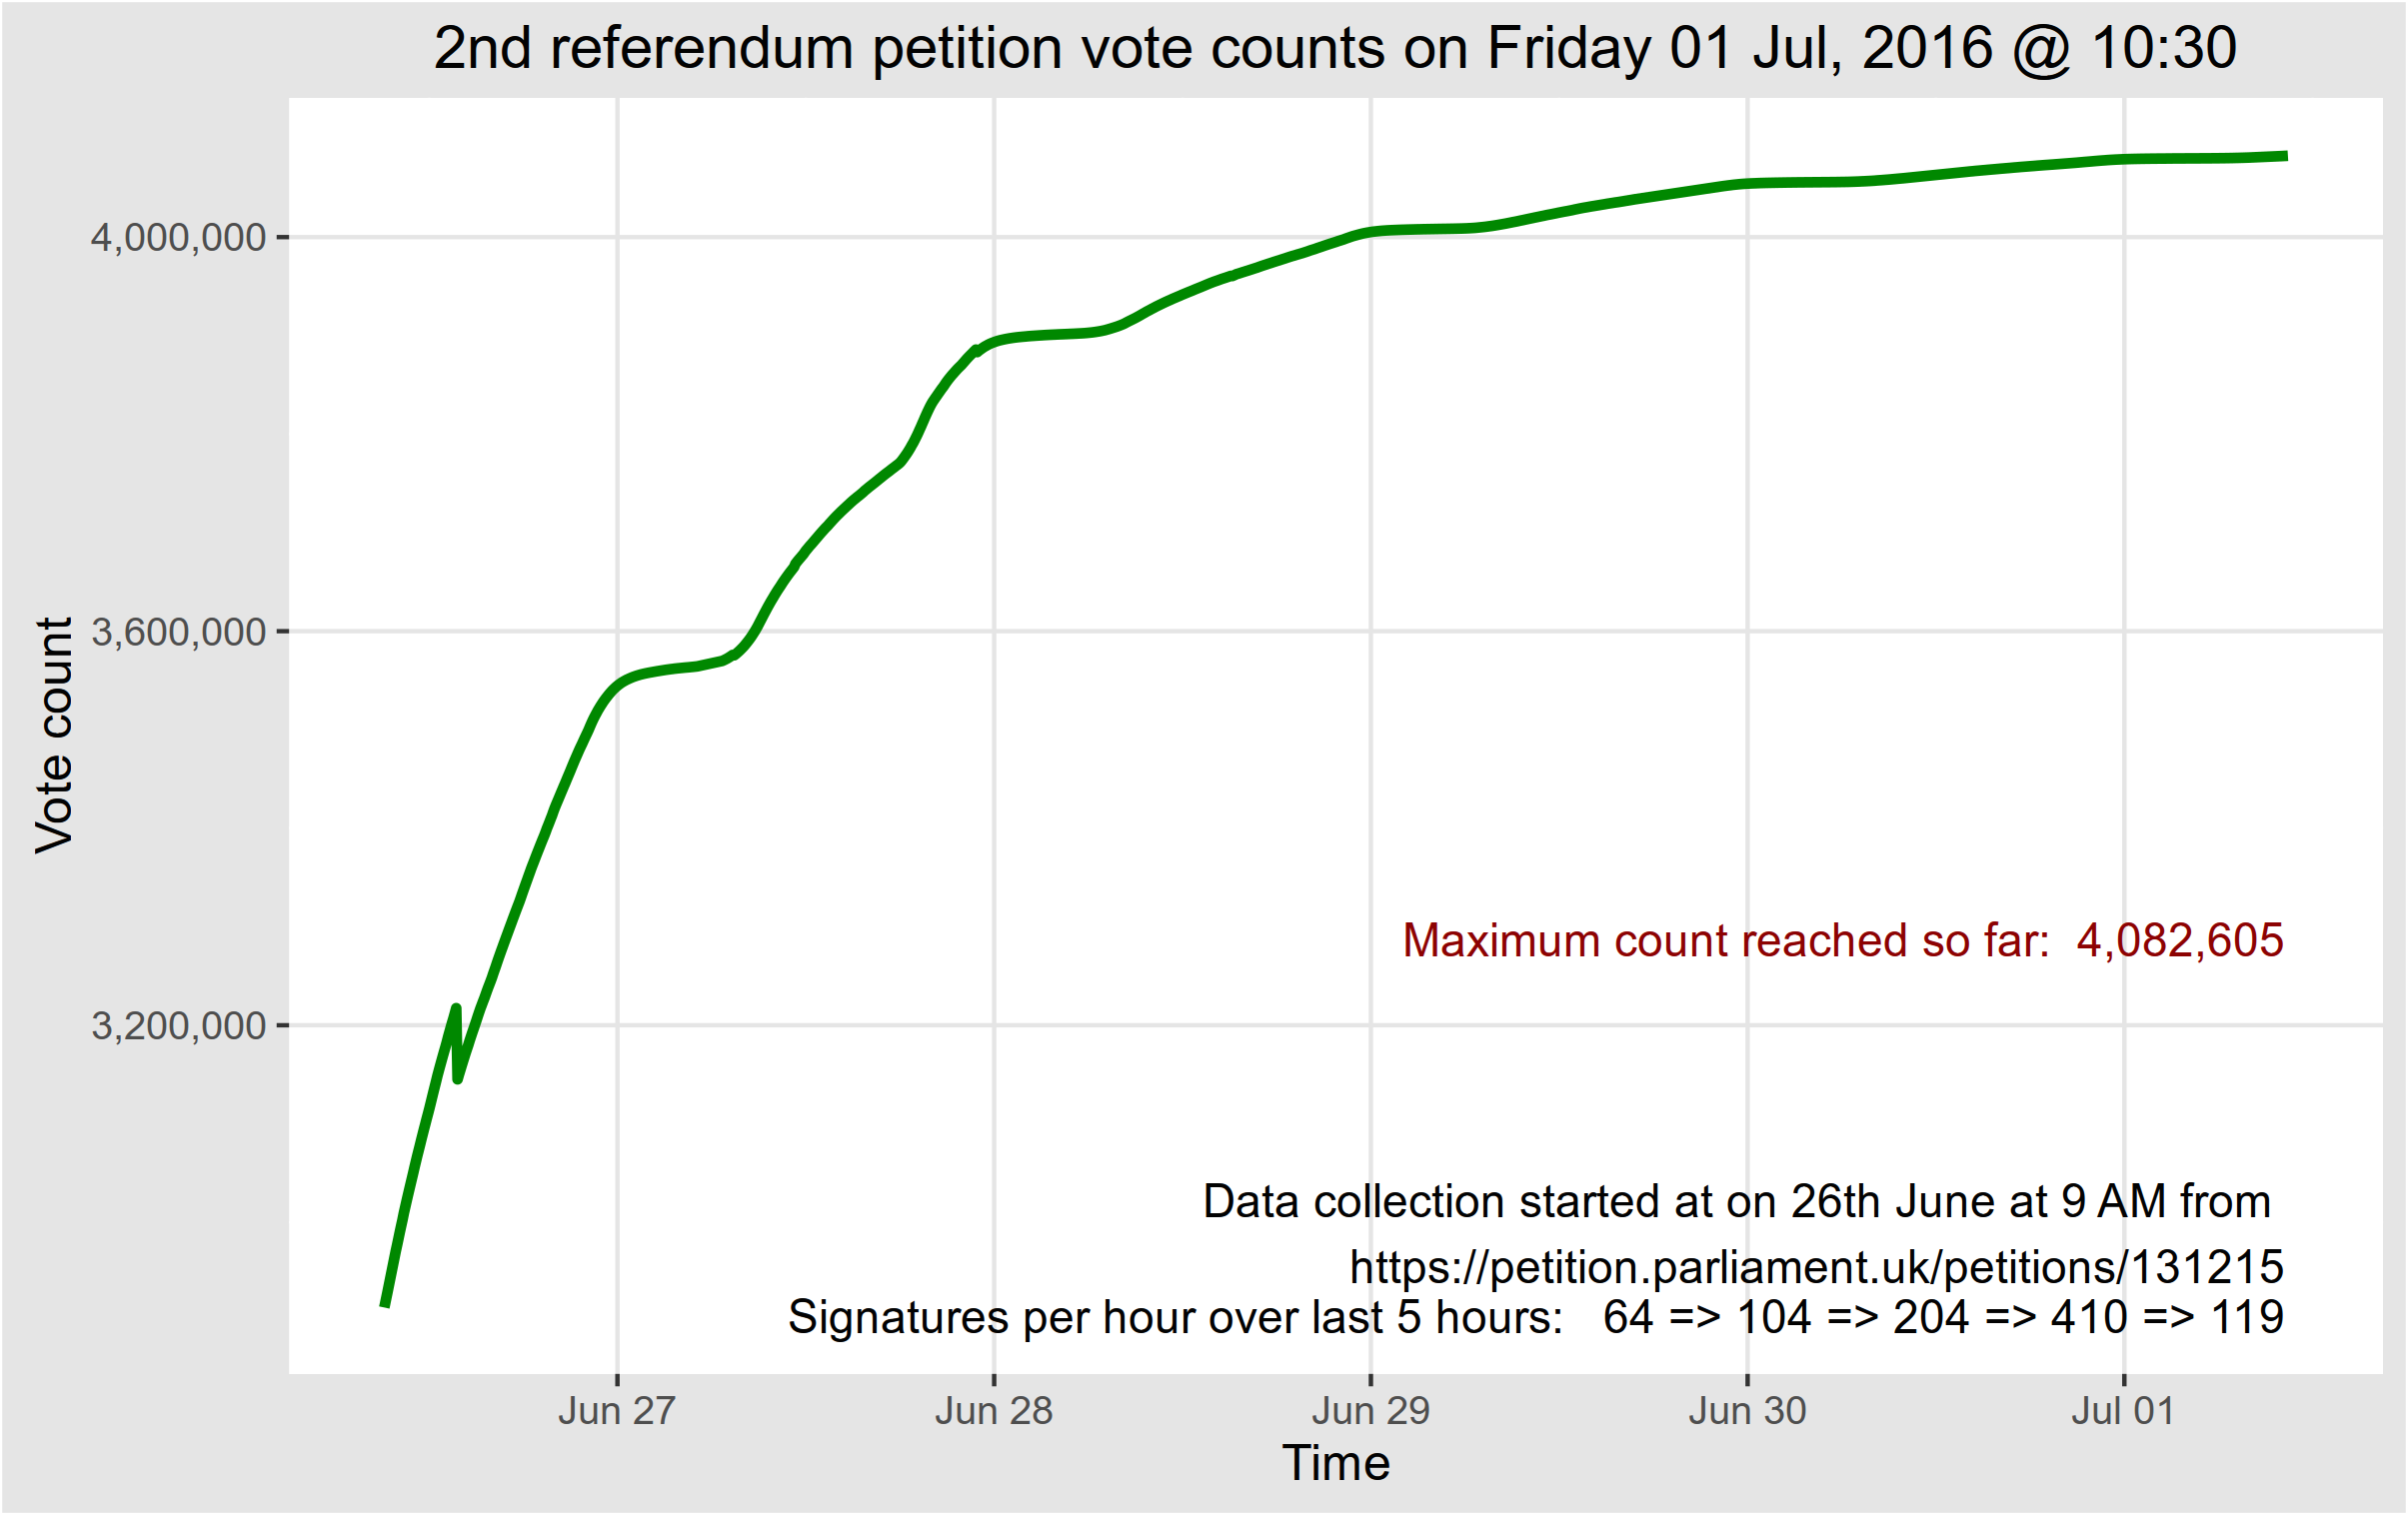 2nd referendum petition vote counts on Friday 01 Jul, 2016 @ 10:30
4,000,000
3,600,000
3,200,000
Vote count
Maximum count reached so far:  4,082,605
Data collection started at on 26th June at 9 AM from
https://petition.parliament.uk/petitions/131215
Signatures per hour over last 5 hours:   64 => 104 => 204 => 410 => 119
Jun 27 Jun 28 Jun 29 Jun 30 Jul 01
Time